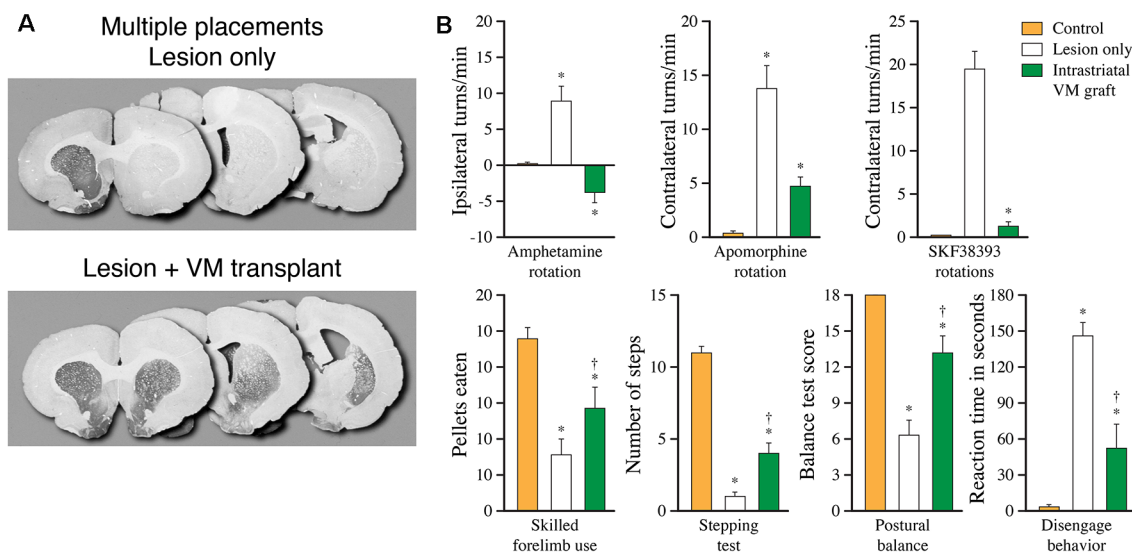 A
Multiple placements
Lesion only
Lesion + VM transplant
B
Control
Lesion only
Intrastriatal
VM graft
Ipsilateral turns/min
20
15
10
5
0
-5
-10
*
*
Amphetamine
rotation
Contralateral turns/min
20
15
10
5
0
*
*
Apomorphine
rotation
Contralateral turns/min
25
20
15
10
5
0
*
SKF38393
rotations
Pellets eaten
20
10
10
10
10
10
0
*
†
*
Skilled
forelimb use
Number of steps
15
10
5
0
*
†
*
Stepping
test
Balance test score
18
15
12
9
6
3
0
*
†
*
Postural
balance
Reaction time in seconds
180
150
120
90
60
30
0
*
†
*
Disengage
behavior